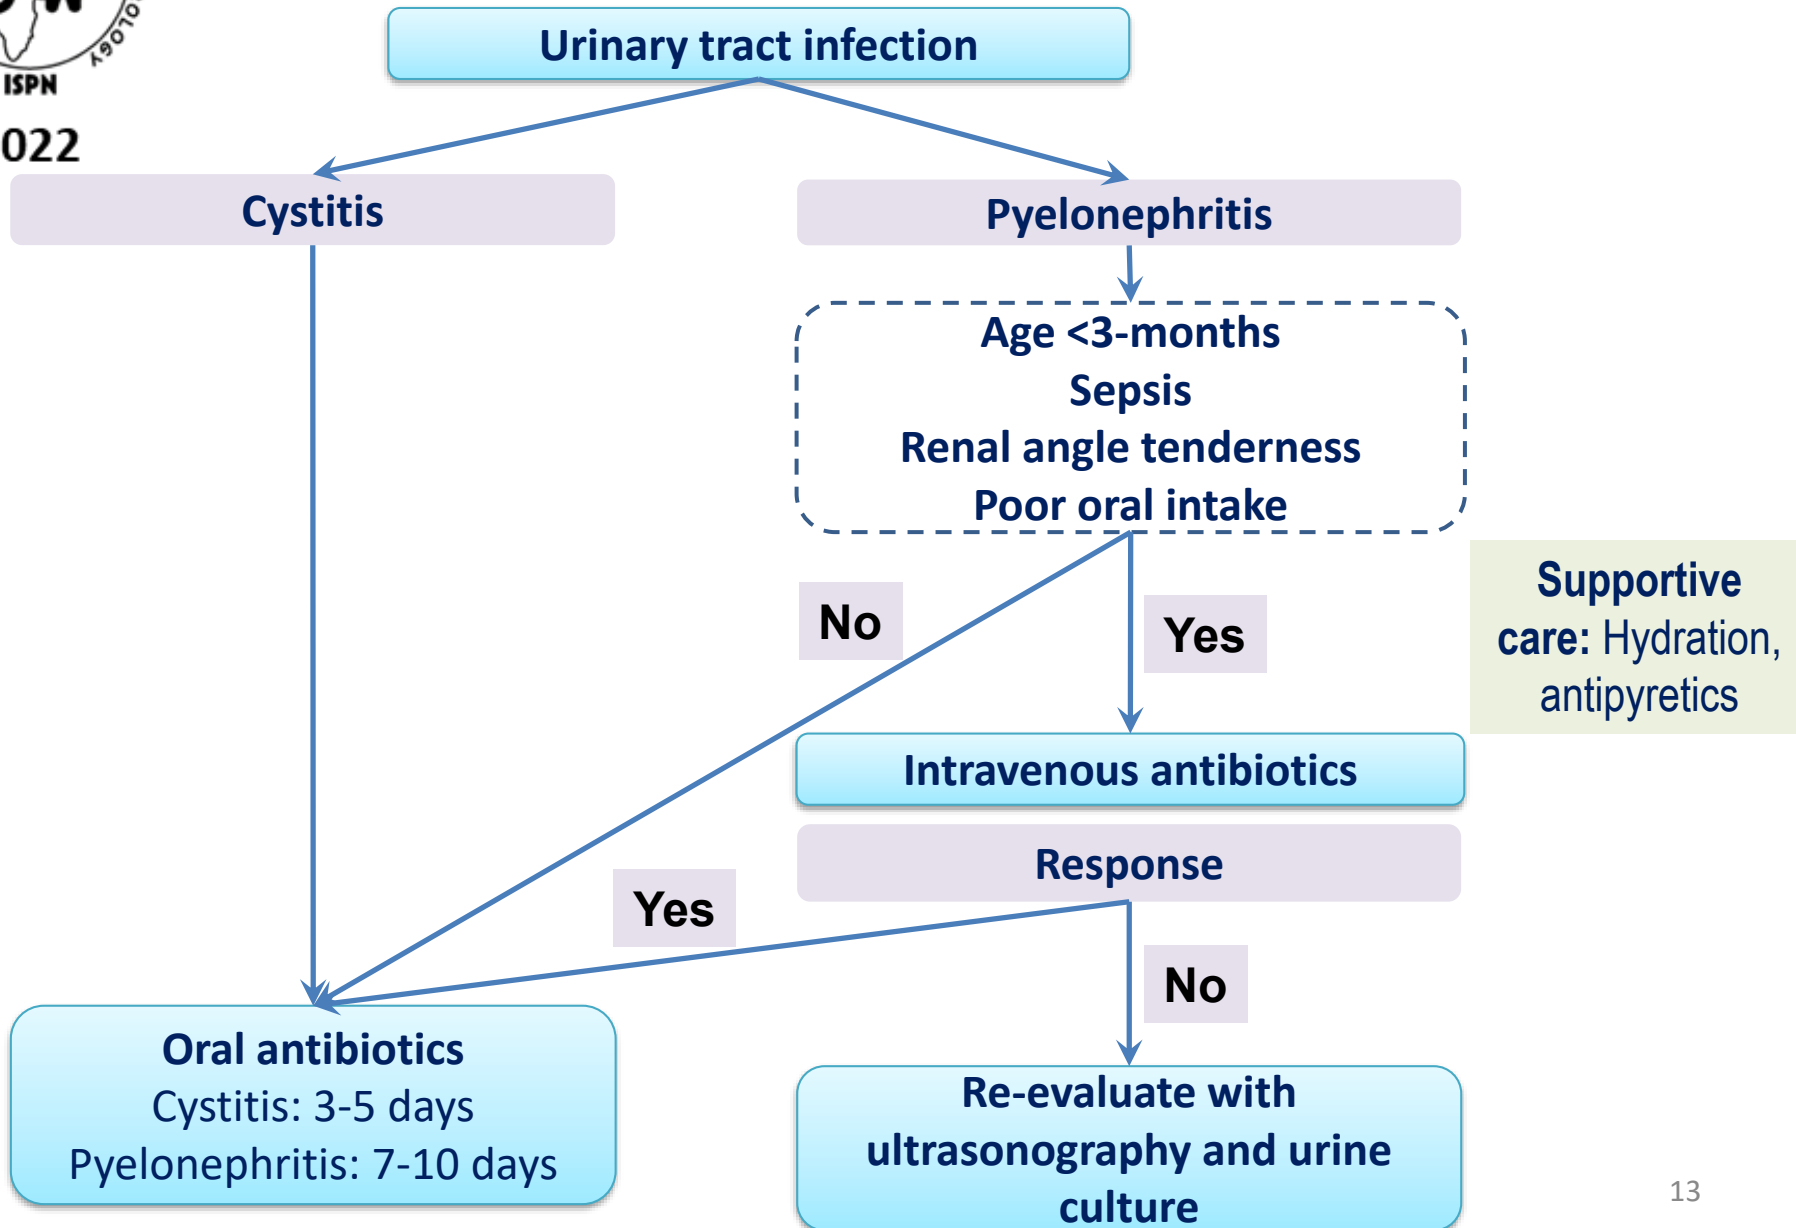 OLOGY
ISPN
022
Urinary tract infection
Cystitis
Pyelonephritis
Age <3-months
Sepsis
Renal angle tenderness
Poor oral intake
No
Yes
Supportive
care: Hydration,
antipyretics
Intravenous antibiotics
Response
Yes
No
Oral antibiotics
Cystitis: 3-5 days
Pyelonephritis: 7-10 days
Re-evaluate with
ultrasonography and urine
culture
13